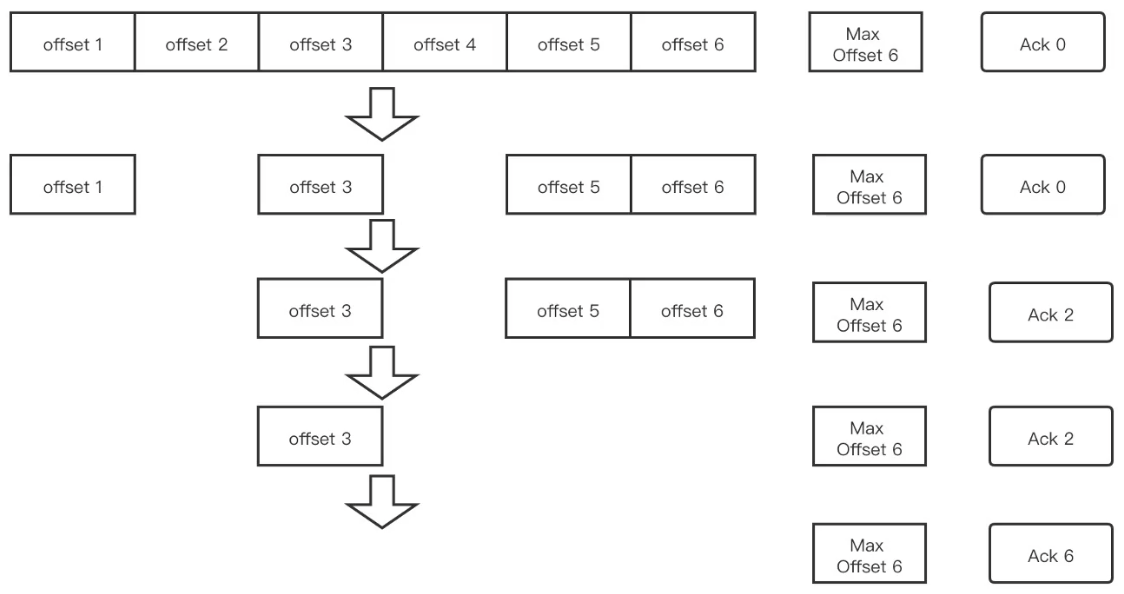 offset 1
offset 2
offset 3
offset 4
offset 5
offset 6
Max
Offset 6
Ack 0
offset 1
offset 3
offset 5
offset 6
Max
Offset 6
Ack 0
offset 3
offset 5
offset 6
Max
Offset 6
Ack 2
offset 3
Max
Offset 6
Ack 2
Max
Offset 6
Ack 6